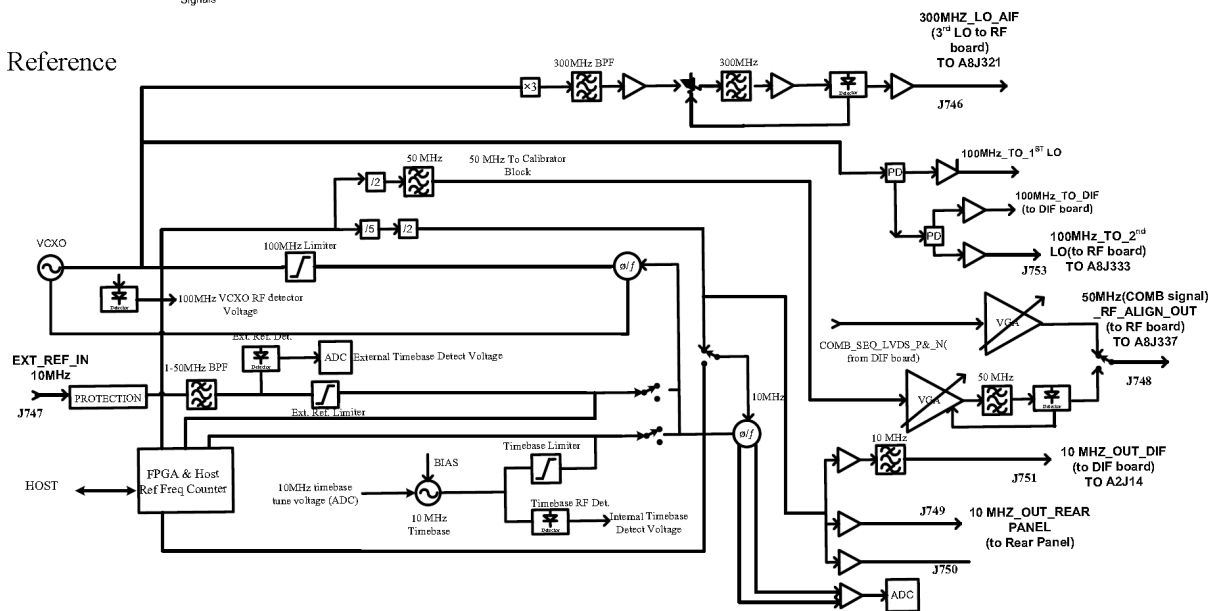 Signals
Reference
300MHZ_LO_AIF
(3rd LO to RF
board)
TO A8J321
J746
×3
300MHz BPF
300MHz
Detector
50 MHz
50 MHz To Calibrator
Block
/2
/5
/2
PD
100MHz_TO_1ST LO
100MHz_TO_DIF
(to DIF board)
PD
100MHz_TO_2nd
LO(to RF board)
TO A8J333
J753
VCXO
100MHz Limiter
ø/f
Detector
100MHz VCXO RF detector
Voltage
50MHz(COMB signal)
_RF_ALIGN_OUT
(to RF board)
TO A8J337
J748
VGA
COMB_SEQ_LVDS_P&_N(
from DIF board)
EXT_REF_IN
10MHz
J747
PROTECTION
1-50MHz BPF
Ext. Ref. Det.
Detector
ADC
External Timebase Detect Voltage
Ext. Ref. Limiter
10MHz
ø/f
VGA
50 MHz
Detector
FPGA & Host
Ref Freq Counter
HOST
10MHz timebase
tune voltage (ADC)
BIAS
10 MHz
Timebase
Timebase Limiter
Timebase RF Det.
Detector
Internal Timebase
Detect Voltage
10 MHz
J751
10 MHZ_OUT_DIF
(to DIF board)
TO A2J14
J749
10 MHZ_OUT_REAR
PANEL
(to Rear Panel)
J750
ADC